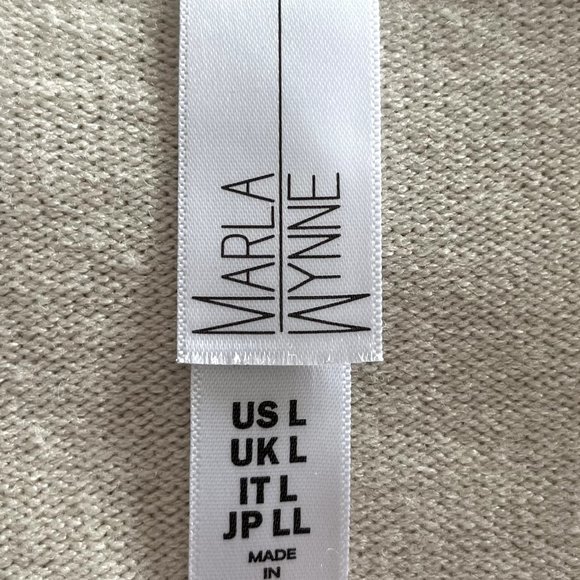 MARLA
WYNNE
US L
UK L
IT L
JP LL
MADE
IN